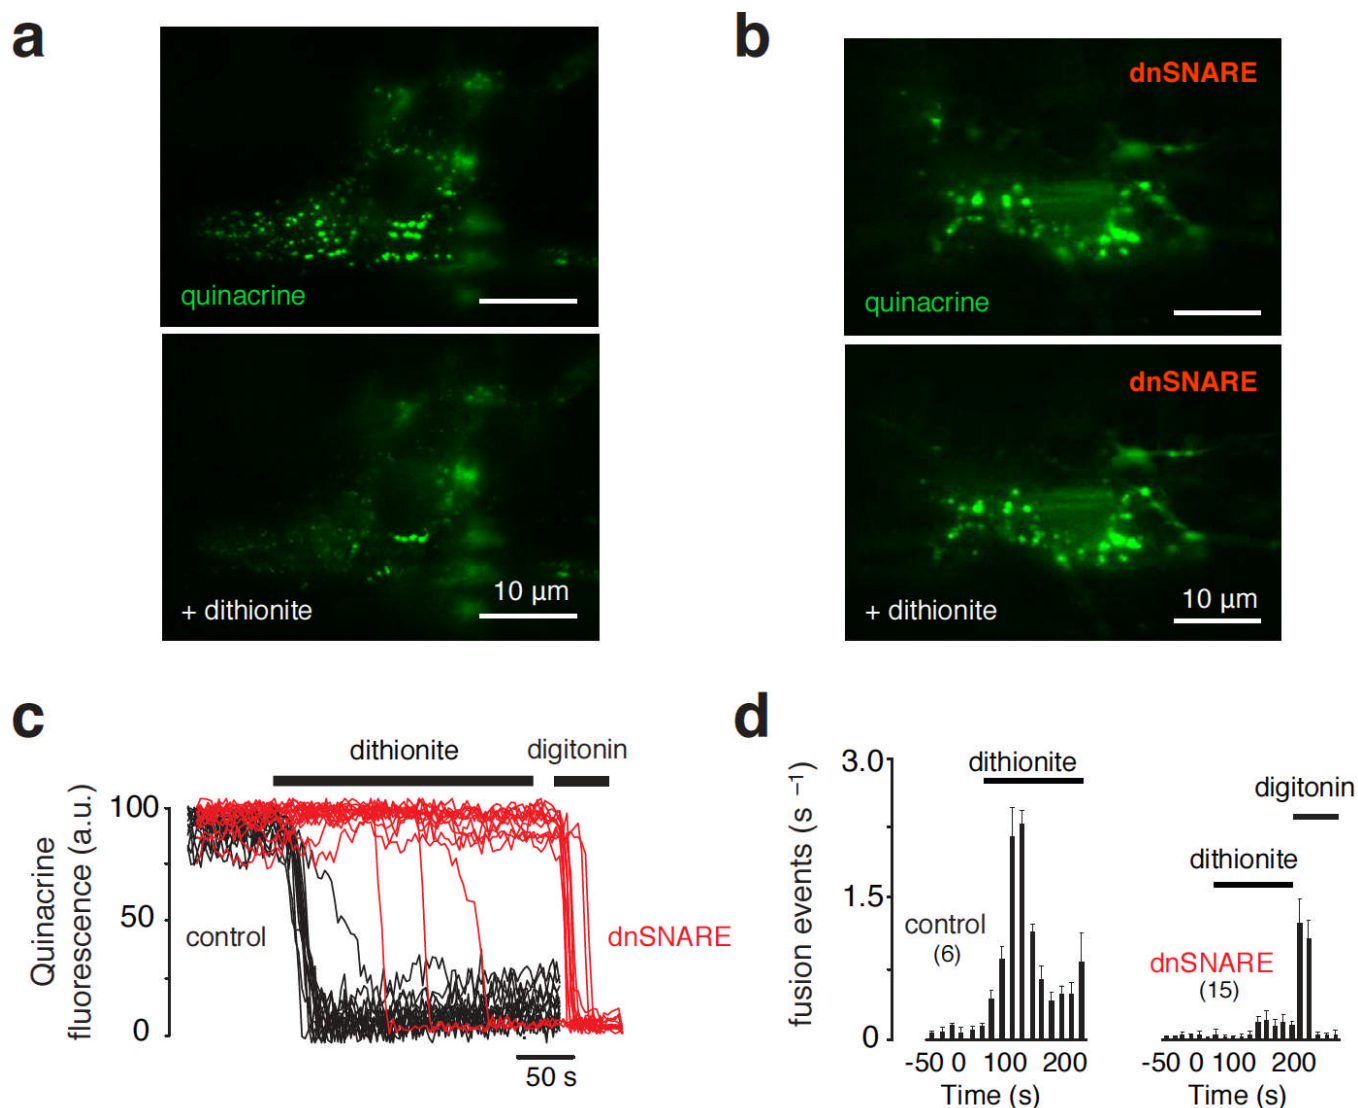 a
quinacrine
+ dithionite
10 µm
b
dnSNARE
quinacrine
dnSNARE
+ dithionite
10 µm
c
dithionite
digitonin
Quinacrine
fluorescence (a.u.)
100
50
0
control
dnSNARE
50 s
d
fusion events (s⁻¹)
3.0
1.5
0
dithionite
control
(6)
-50 0 100 200
Time (s)
digitonin
dithionite
dnSNARE
(15)
-50 0 100 200
Time (s)